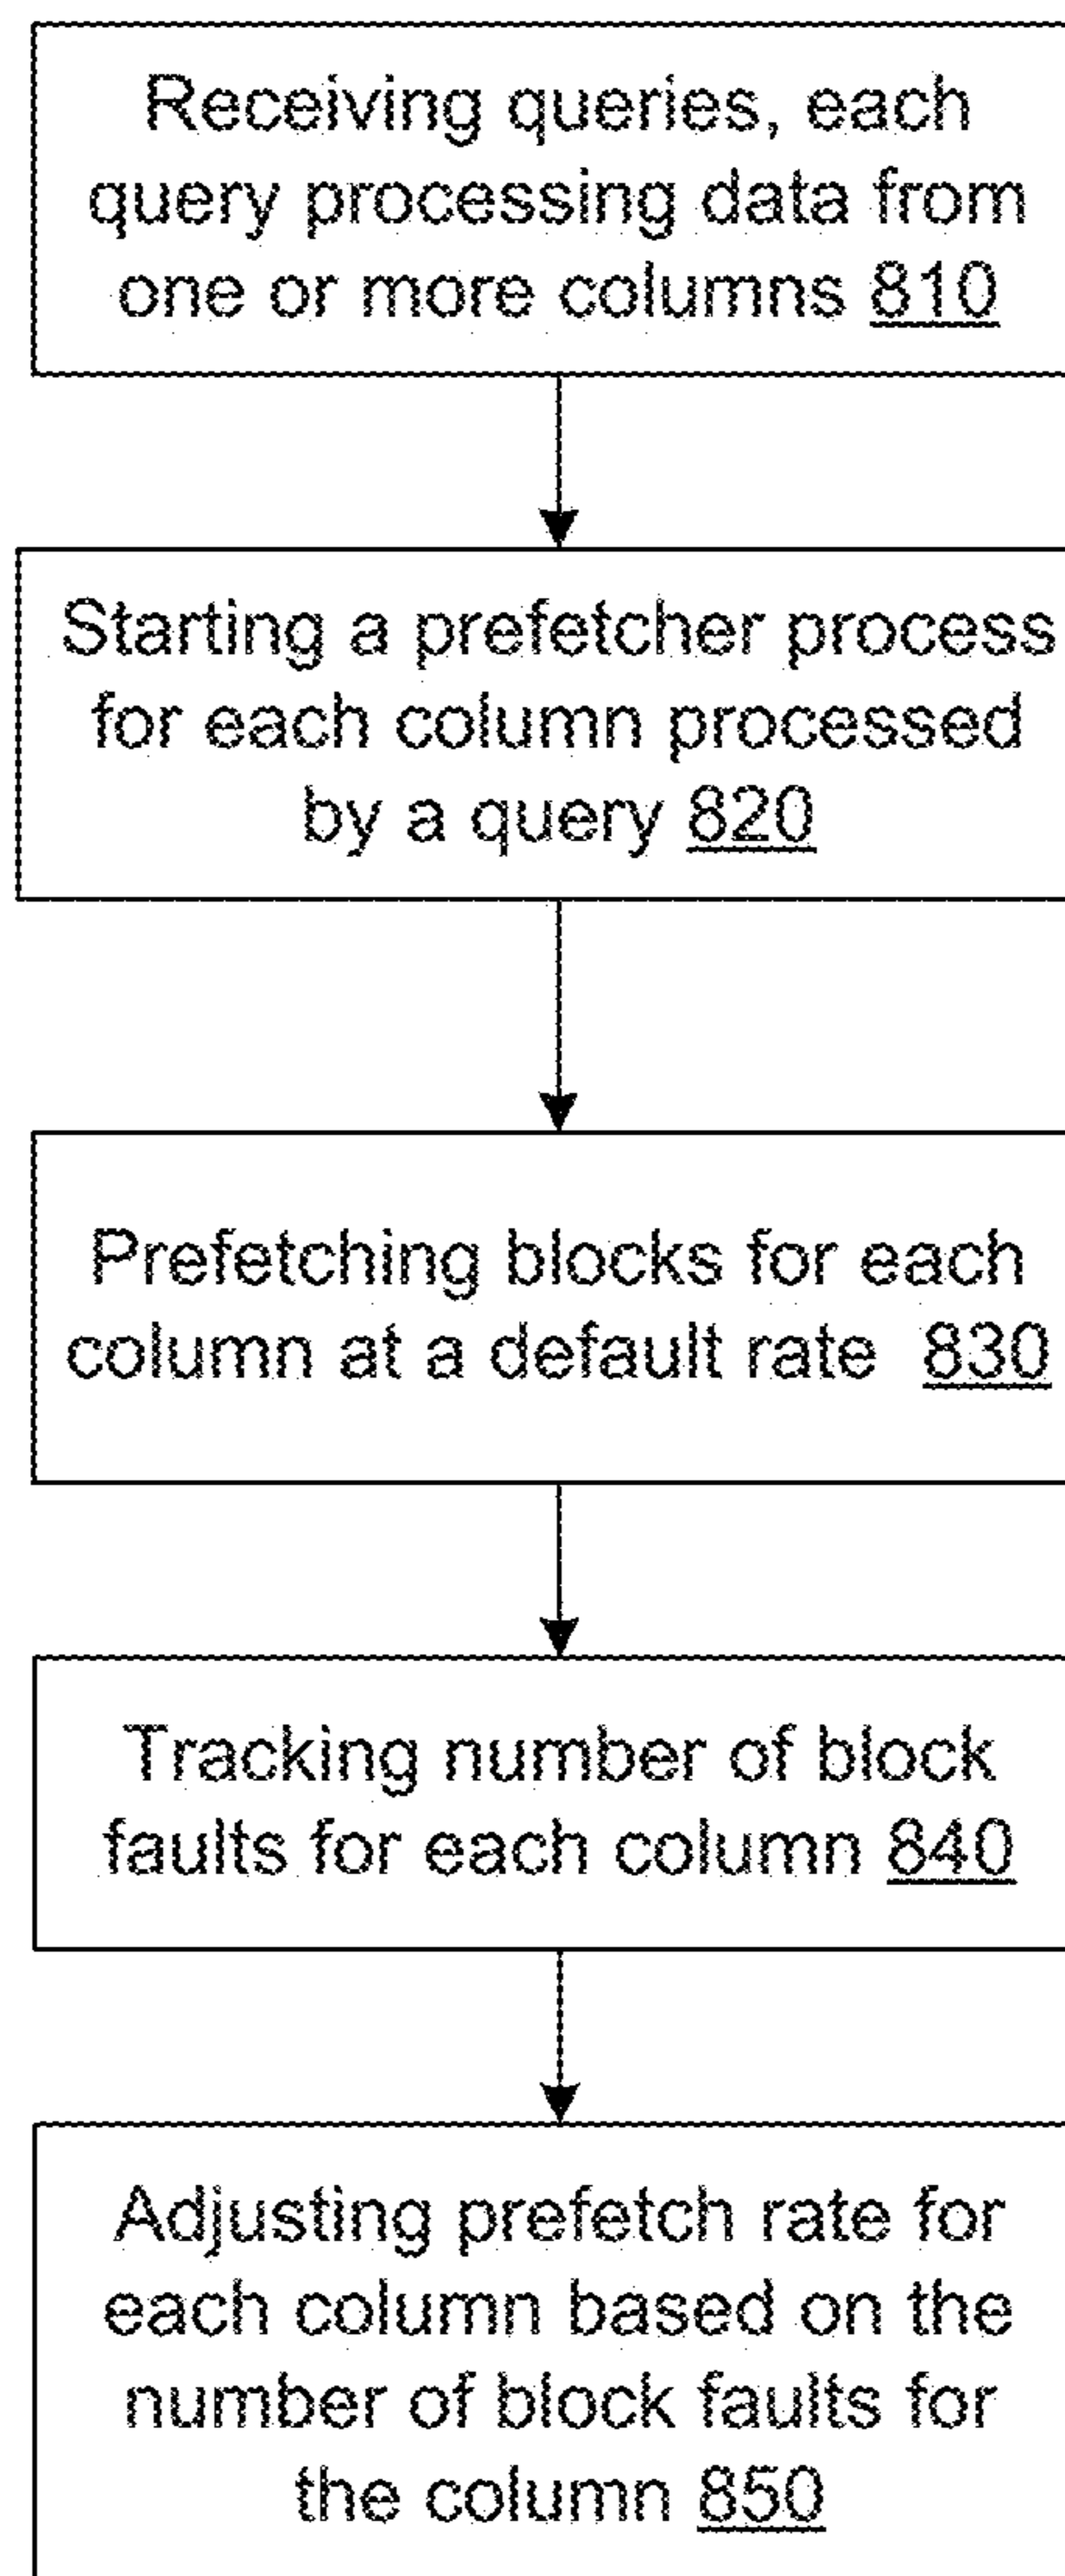 Receiving queries, each
query processing data from
one or more columns 810
Starting a prefetcher process
for each column processed
by a query 820
Prefetching blocks for each
column at a default rate 830
Tracking number of block
faults for each column 840
Adjusting prefetch rate for
each column based on the
number of block faults for
the column 850